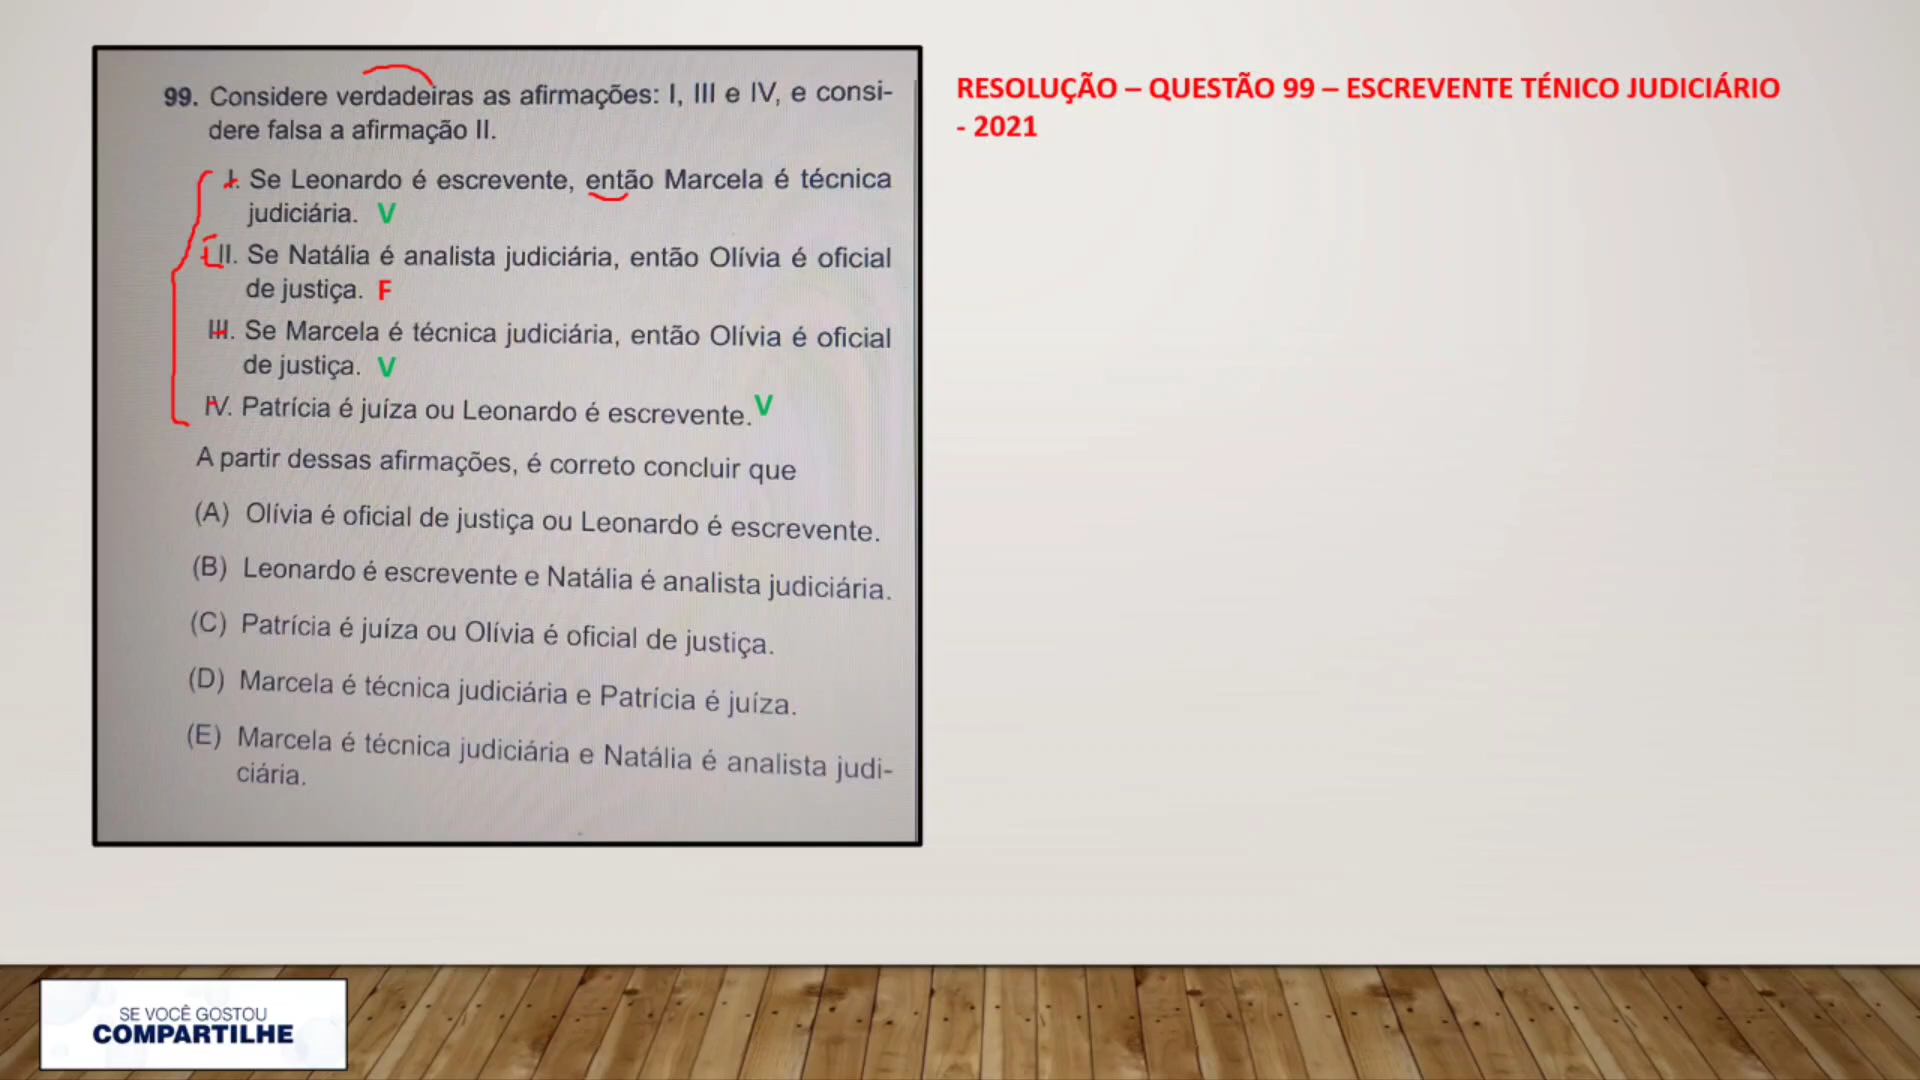 99. Considere verdadeiras as afirmações: I, III e IV, e consi-
dere falsa a afirmação II.
I. Se Leonardo é escrevente, então Marcela é técnica
judiciária. V
II. Se Natália é analista judiciária, então Olívia é oficial
de justiça. F
III. Se Marcela é técnica judiciária, então Olívia é oficial
de justiça. V
IV. Patrícia é juíza ou Leonardo é escrevente. V
A partir dessas afirmações, é correto concluir que
(A) Olívia é oficial de justiça ou Leonardo é escrevente.
(B) Leonardo é escrevente e Natália é analista judiciária.
(C) Patrícia é juíza ou Olívia é oficial de justiça.
(D) Marcela é técnica judiciária e Patrícia é juíza.
(E) Marcela é técnica judiciária e Natália é analista judi-
ciária.
RESOLUÇÃO – QUESTÃO 99 – ESCREVENTE TÉNICO JUDICIÁRIO
- 2021
SE VOCÊ GOSTOU
COMPARTILHE